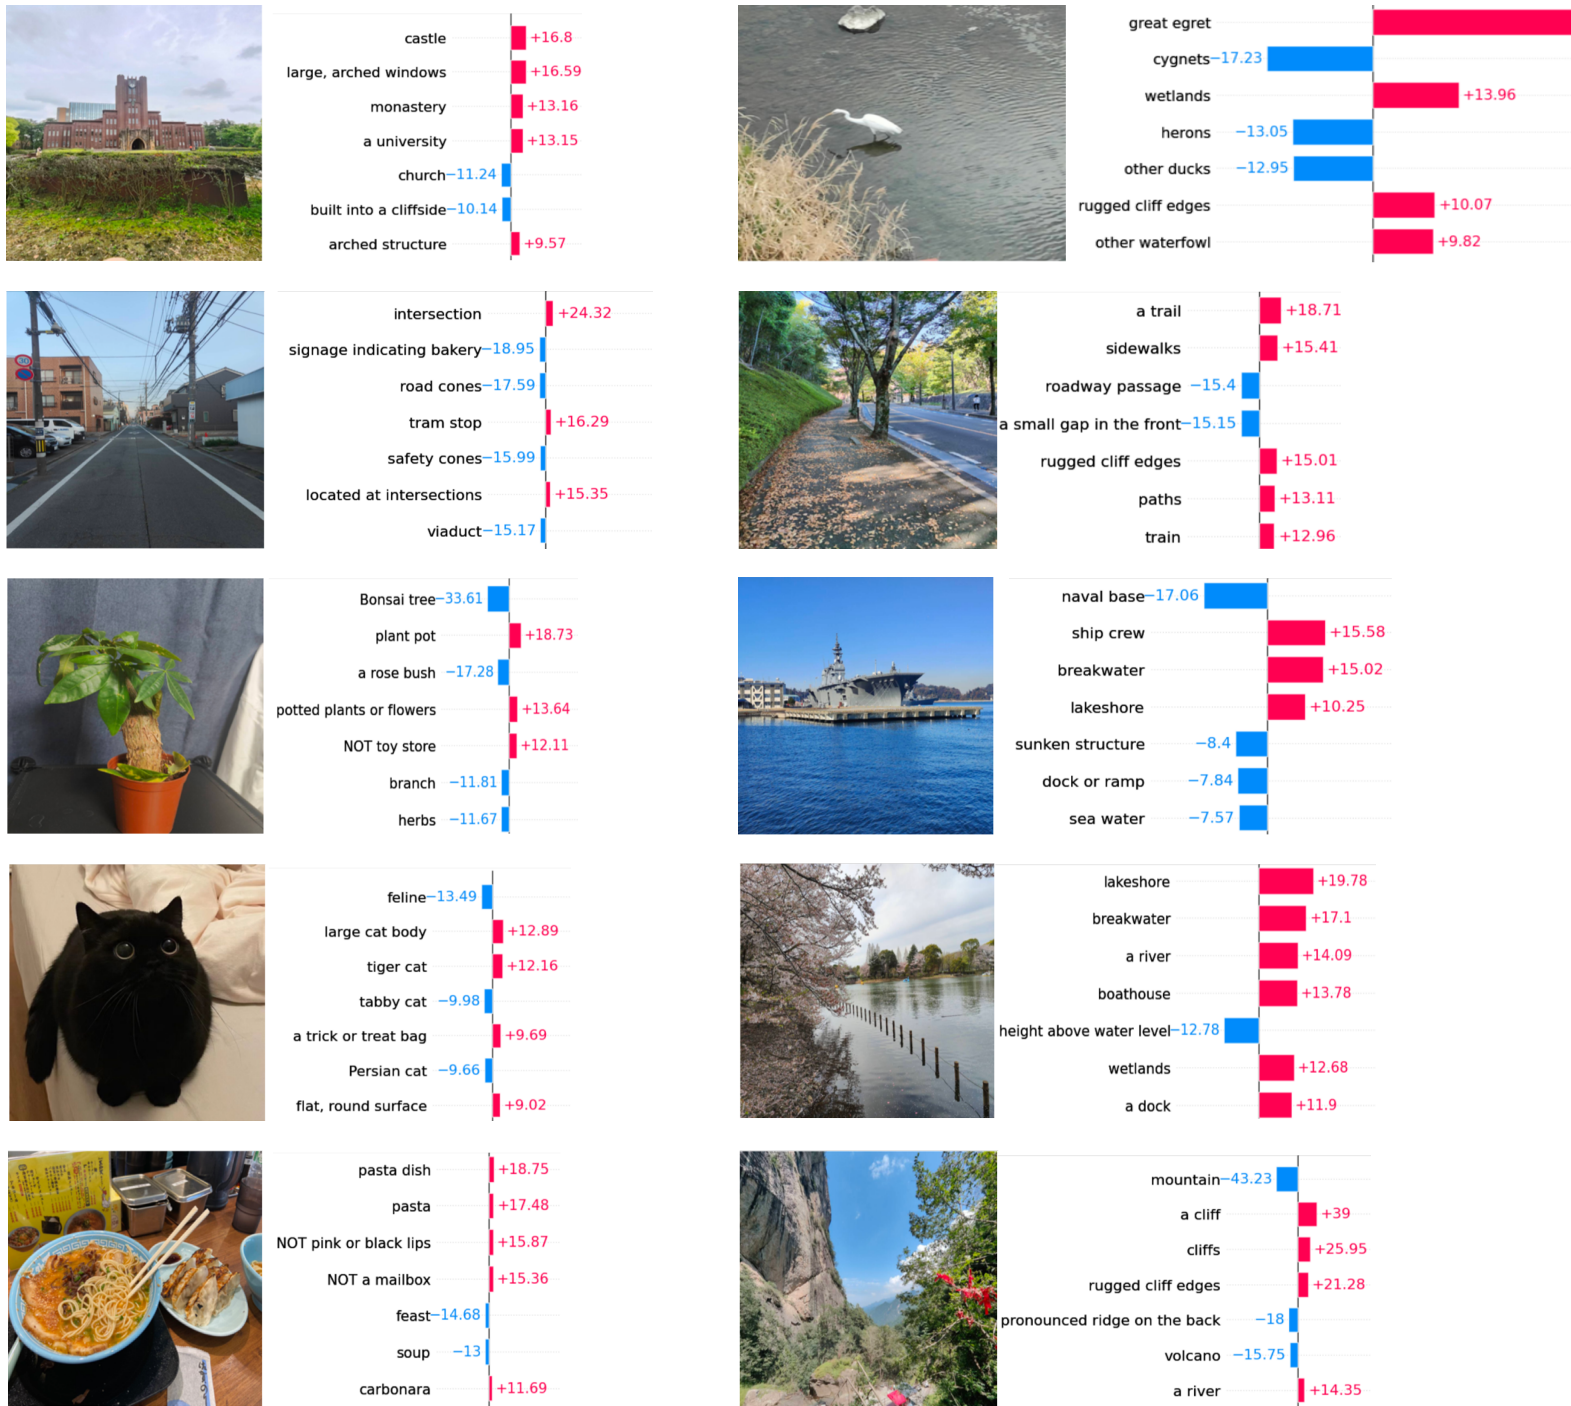 castle +16.8
large, arched windows +16.59
monastery +13.16
a university +13.15
church −11.24
built into a cliffside −10.14
arched structure +9.57
great egret
cygnets −17.23
wetlands +13.96
herons −13.05
other ducks −12.95
rugged cliff edges +10.07
other waterfowl +9.82
intersection +24.32
signage indicating bakery −18.95
road cones −17.59
tram stop +16.29
safety cones −15.99
located at intersections +15.35
viaduct −15.17
a trail +18.71
sidewalks +15.41
roadway passage −15.4
a small gap in the front −15.15
rugged cliff edges +15.01
paths +13.11
train +12.96
Bonsai tree −33.61
plant pot +18.73
a rose bush −17.28
potted plants or flowers +13.64
NOT toy store +12.11
branch −11.81
herbs −11.67
naval base −17.06
ship crew +15.58
breakwater +15.02
lakeshore +10.25
sunken structure −8.4
dock or ramp −7.84
sea water −7.57
feline −13.49
large cat body +12.89
tiger cat +12.16
tabby cat −9.98
a trick or treat bag +9.69
Persian cat −9.66
flat, round surface +9.02
lakeshore +19.78
breakwater +17.1
a river +14.09
boathouse +13.78
height above water level −12.78
wetlands +12.68
a dock +11.9
pasta dish +18.75
pasta +17.48
NOT pink or black lips +15.87
NOT a mailbox +15.36
feast −14.68
soup −13
carbonara +11.69
mountain −43.23
a cliff +39
cliffs +25.95
rugged cliff edges +21.28
pronounced ridge on the back −18
volcano −15.75
a river +14.35